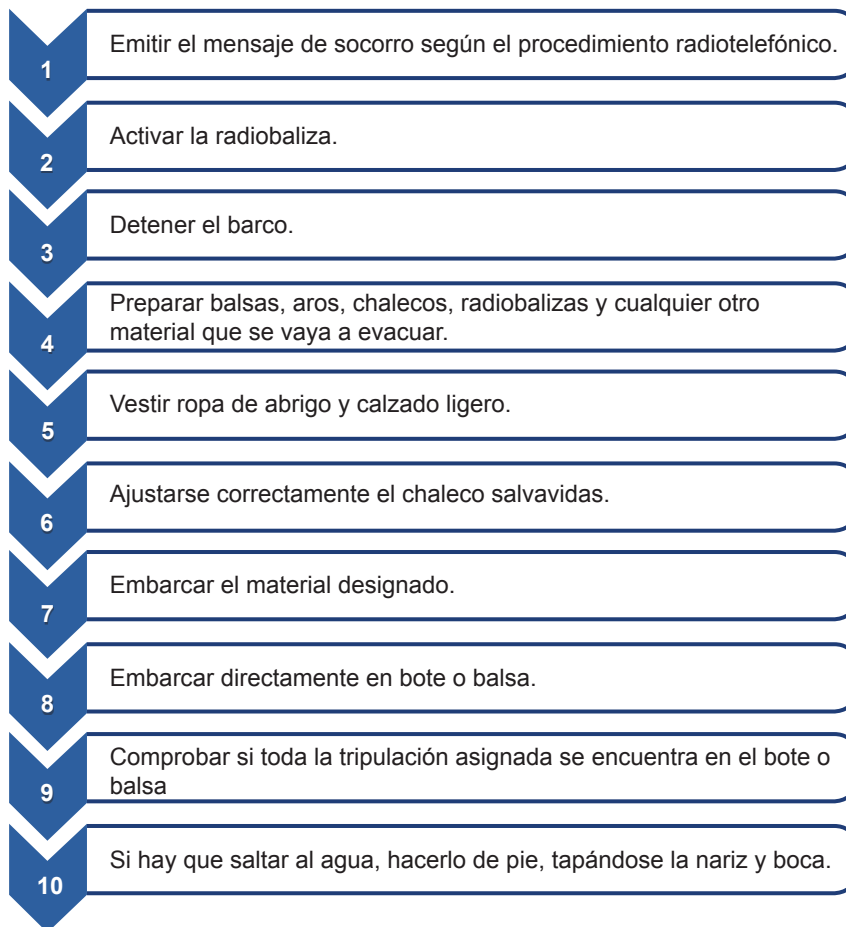 1
Emitir el mensaje de socorro según el procedimiento radiotelefónico.
2
Activar la radiobaliza.
3
Detener el barco.
4
Preparar balsas, aros, chalecos, radiobalizas y cualquier otro
material que se vaya a evacuar.
5
Vestir ropa de abrigo y calzado ligero.
6
Ajustarse correctamente el chaleco salvavidas.
7
Embarcar el material designado.
8
Embarcar directamente en bote o balsa.
9
Comprobar si toda la tripulación asignada se encuentra en el bote o
balsa
10
Si hay que saltar al agua, hacerlo de pie, tapándose la nariz y boca.